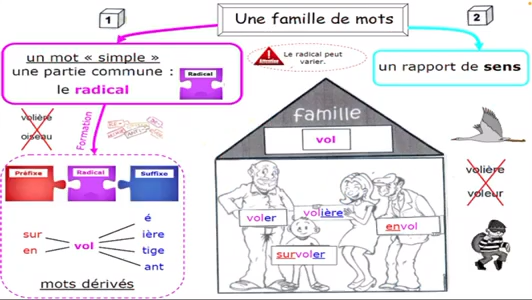 Une famille de mots
1
2
un mot « simple »
une partie commune :
le radical
Radical
Attention
Le radical peut
varier.
un rapport de sens
volière
oiseau
Formation
famille
vol
Préfixe
Radical
Suffixe
volière
voleur
voler
volière
envol
survoler
sur
en
vol
é
ière
tige
ant
mots dérivés